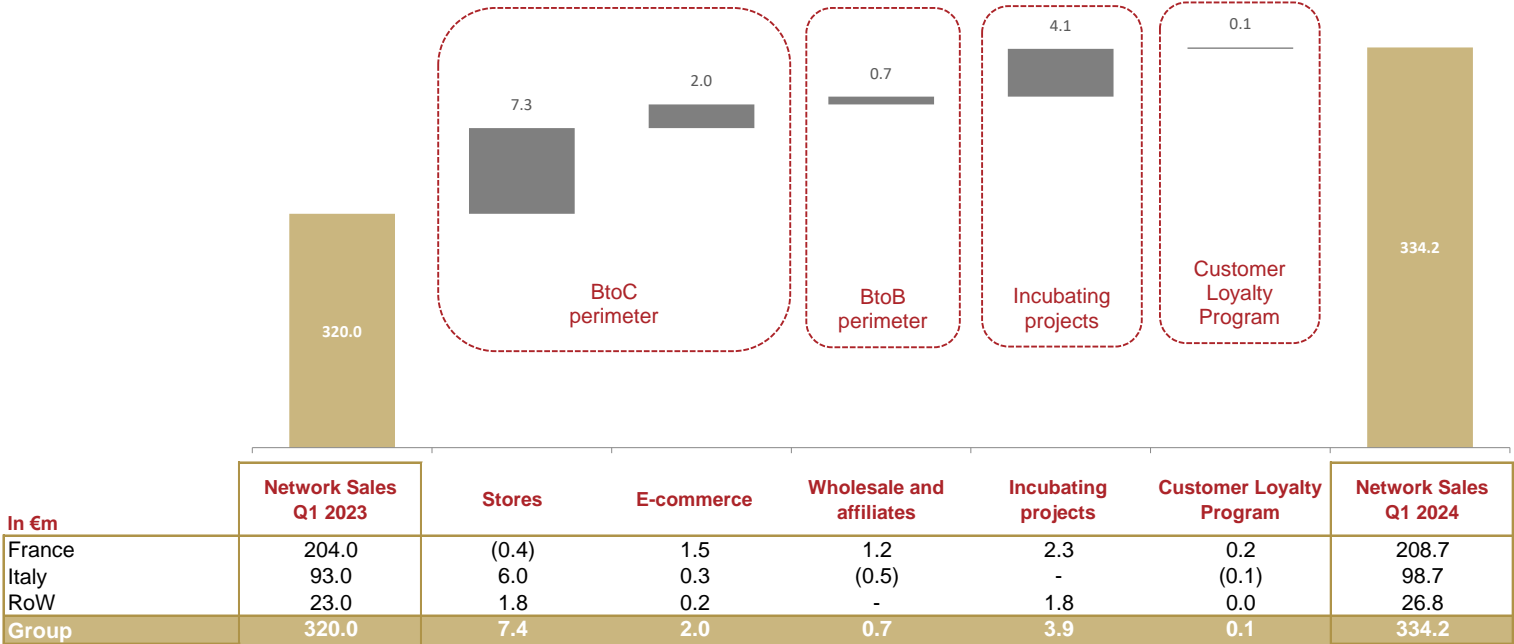 4.1
0.1
0.7
2.0
7.3
320.0
334.2
BtoC
perimeter
BtoB
perimeter
Incubating
projects
Customer
Loyalty
Program
In €m
Network Sales
Q1 2023
Stores
E-commerce
Wholesale and
affiliates
Incubating
projects
Customer Loyalty
Program
Network Sales
Q1 2024
France 204.0 (0.4) 1.5 1.2 2.3 0.2 208.7
Italy 93.0 6.0 0.3 (0.5) - (0.1) 98.7
RoW 23.0 1.8 0.2 - 1.8 0.0 26.8
Group 320.0 7.4 2.0 0.7 3.9 0.1 334.2